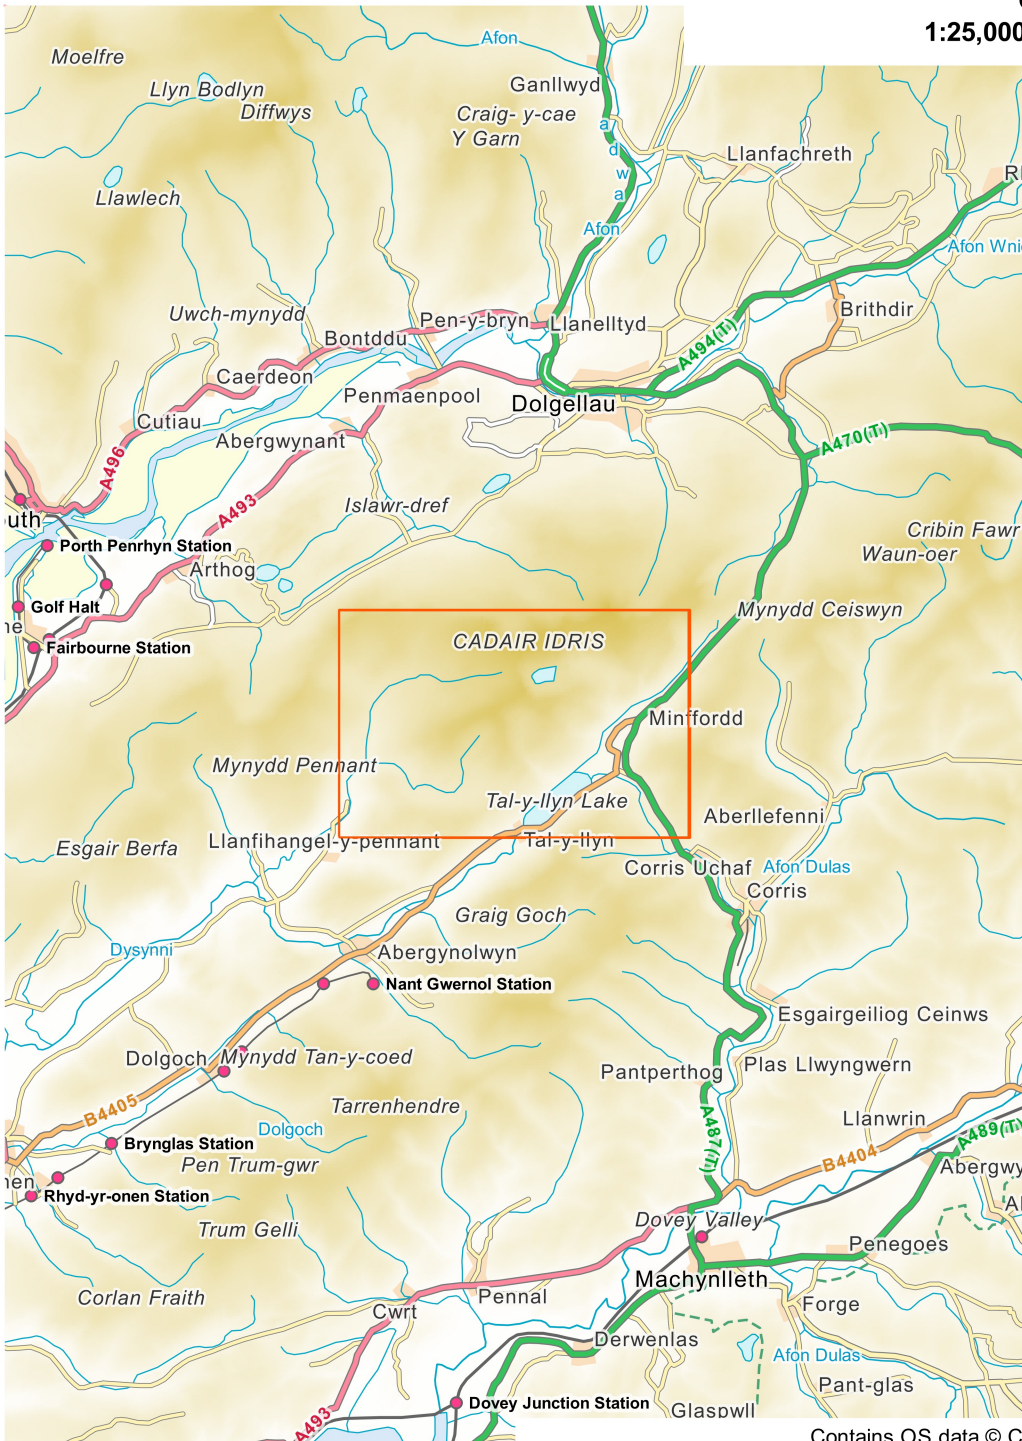 1:25,000
Moelfre
Afon
Ganllwyd
Llyn Bodlyn
Diffwys
Craig- y-cae
Y Garn
a
d
w
a
Llanfachreth
Llawlech
Afon
Afon Wni
Uwch-mynydd
Pen-y-bryn
Llanelltyd
Brithdir
Bontddu
A494(T)
Caerdeon
Penmaenpool
Dolgellau
Cutiau
Abergwynant
A470(T)
A496
A493
Islawr-dref
outh
Cribin Fawr
Porth Penrhyn Station
Waun-oer
Arthog
Golf Halt
Mynydd Ceiswyn
ne
CADAIR IDRIS
Fairbourne Station
Minffordd
Mynydd Pennant
Tal-y-llyn Lake
Aberllefenni
Esgair Berfa
Llanfihangel-y-pennant
Tal-y-llyn
Corris Uchaf
Afon Dulas
Corris
Graig Goch
Dysynni
Abergynolwyn
Nant Gwernol Station
Esgairgeiliog Ceinws
Dolgoch
Mynydd Tan-y-coed
Pantperthog
Plas Llwyngwern
B4405
Tarrenhendre
Llanwrin
Dolgoch
A487(T)
A489(T)
Brynglas Station
B4404
Pen Trum-gwr
Abergwy
nen
Rhyd-yr-onen Station
Trum Gelli
Dovey Valley
Penegoes
Machynlleth
Corlan Fraith
Pennal
Forge
Cwrt
Derwenlas
Afon Dulas
Pant-glas
Dovey Junction Station
Glaspwll
A493
Contains OS data © C